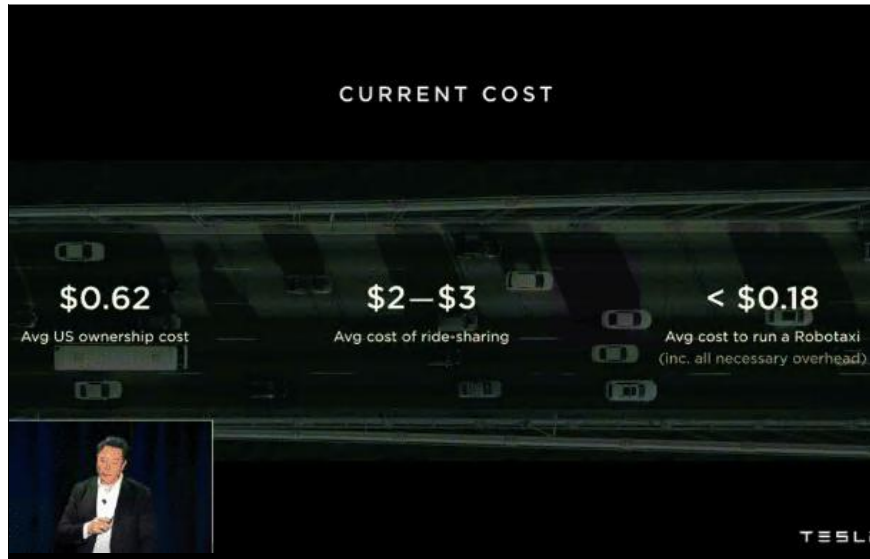 CURRENT COST
$0.62
Avg US ownership cost
$2—$3
Avg cost of ride-sharing
< $0.18
Avg cost to run a Robotaxi
(inc. all necessary overhead)
TESL